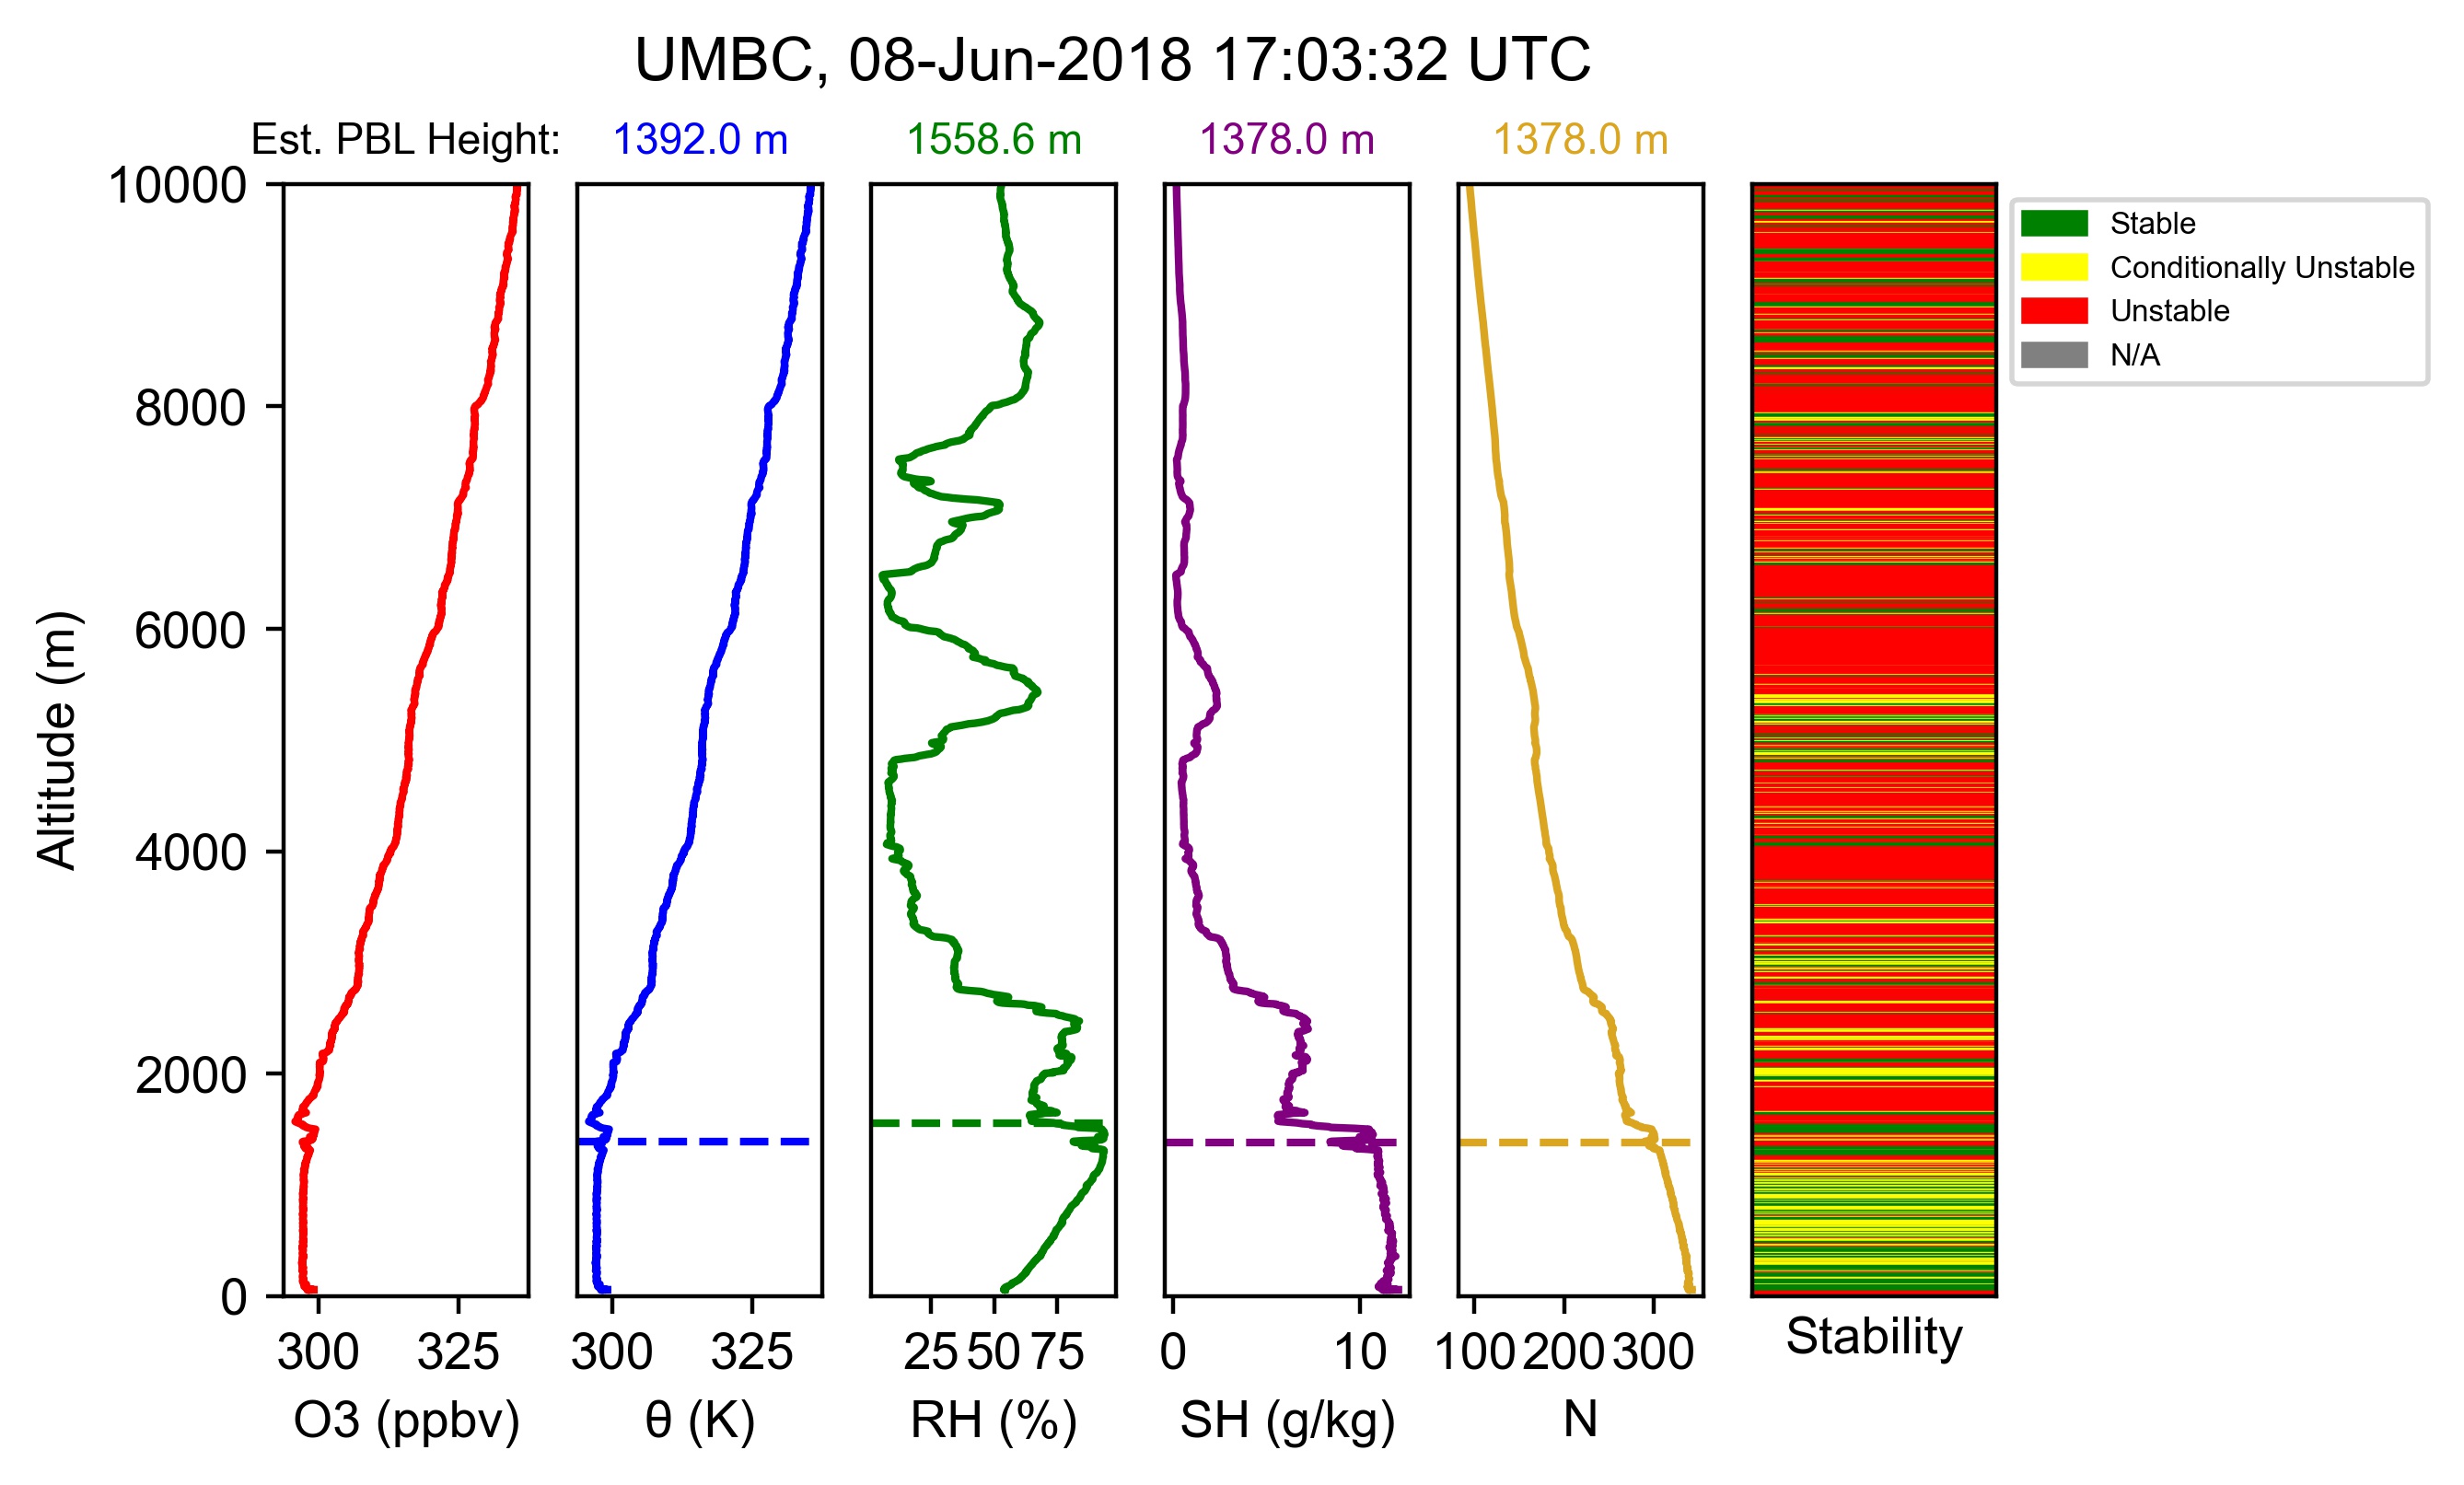 UMBC, 08-Jun-2018 17:03:32 UTC
Est. PBL Height: 1392.0 m 1558.6 m 1378.0 m 1378.0 m
10000
8000
6000
4000
2000
0
Altitude (m)
300 325 300 325 25 50 75 0 10 100 200 300 Stability
O3 (ppbv) θ (K) RH (%) SH (g/kg) N
Stable
Conditionally Unstable
Unstable
N/A